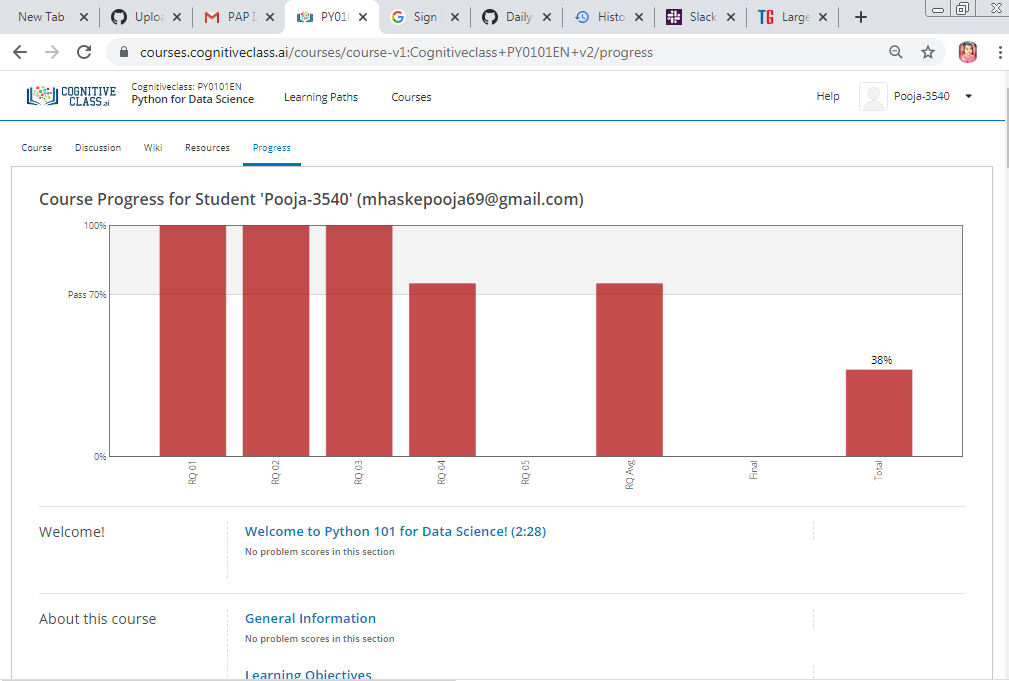 New Tab
Uploa
PAP I
PY01
Sign
Daily
Histo
Slack
Large
courses.cognitiveclass.ai/courses/course-v1:Cognitiveclass+PY0101EN+v2/progress
COGNITIVE
CLASS.ai
Cognitiveclass: PY0101EN
Python for Data Science
Learning Paths
Courses
Help
Pooja-3540
Course
Discussion
Wiki
Resources
Progress
Course Progress for Student 'Pooja-3540' (mhaskepooja69@gmail.com)
100%
Pass 70%
0%
38%
RQ 01
RQ 02
RQ 03
RQ 04
RQ 05
RQ Avg
Final
Total
Welcome!
Welcome to Python 101 for Data Science! (2:28)
No problem scores in this section
About this course
General Information
No problem scores in this section
Learning Objectives